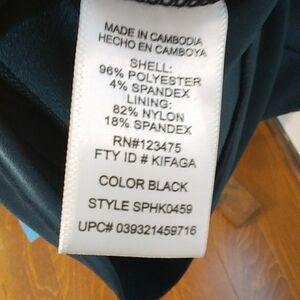 MADE IN CAMBODIA
HECHO EN CAMBOYA
SHELL:
96% POLYESTER
4% SPANDEX
LINING:
82% NYLON
18% SPANDEX
RN#123475
FTY ID # KIFAGA
COLOR BLACK
STYLE SPHK0459
UPC# 039321459716